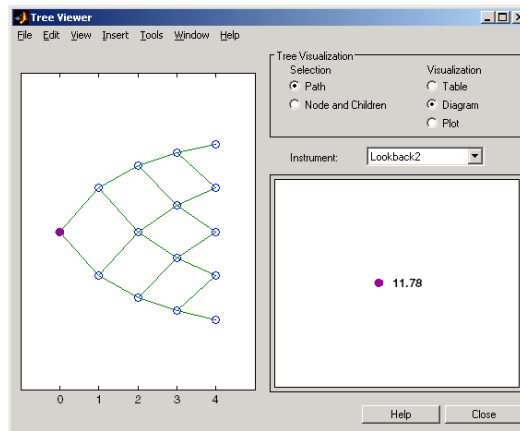 Tree Viewer
File Edit View Insert Tools Window Help
Tree Visualization
Selection Visualization
Path Table
Node and Children Diagram
Plot
Instrument: Lookback2
11.78
0 1 2 3 4
Help Close